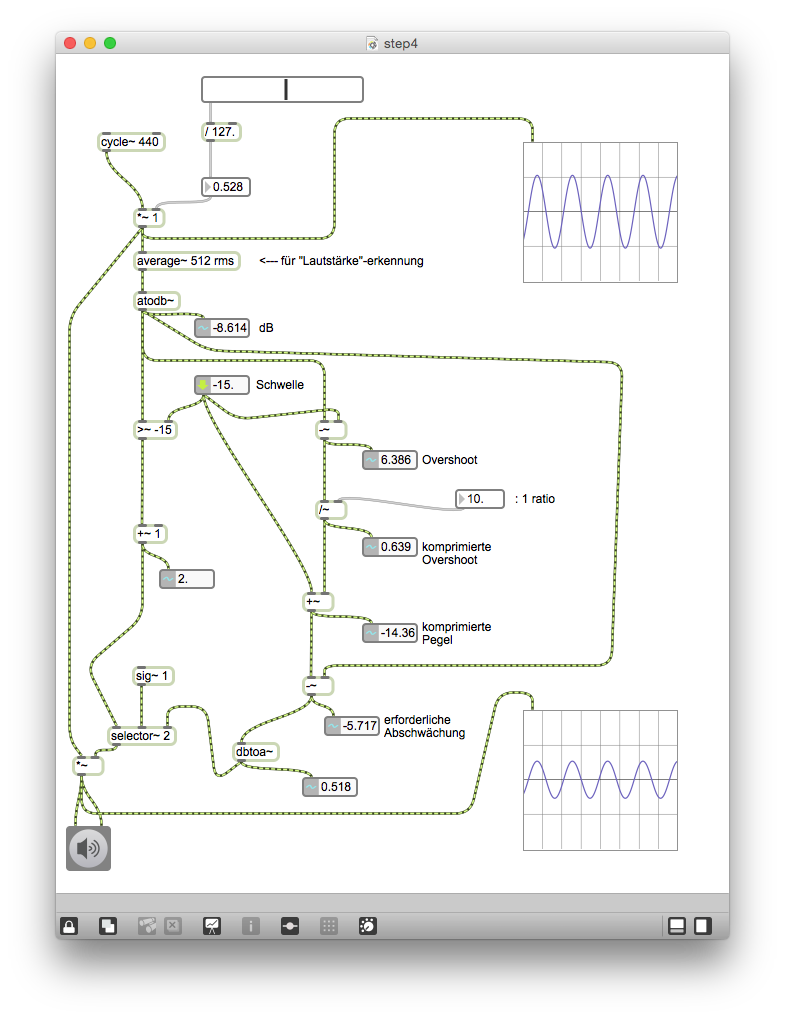 step4
/ 127.
cycle~ 440
0.528
*~ 1
average~ 512 rms
<--- für "Lautstärke"-erkennung
atodb~
-8.614
dB
-15.
Schwelle
>~ -15
-~
6.386
Overshoot
10.
: 1 ratio
/~
+~ 1
0.639
komprimierte
Overshoot
2.
+~
-14.36
komprimierte
Pegel
sig~ 1
-~
-5.717
erforderliche
Abschwächung
selector~ 2
dbtoa~
*~
0.518